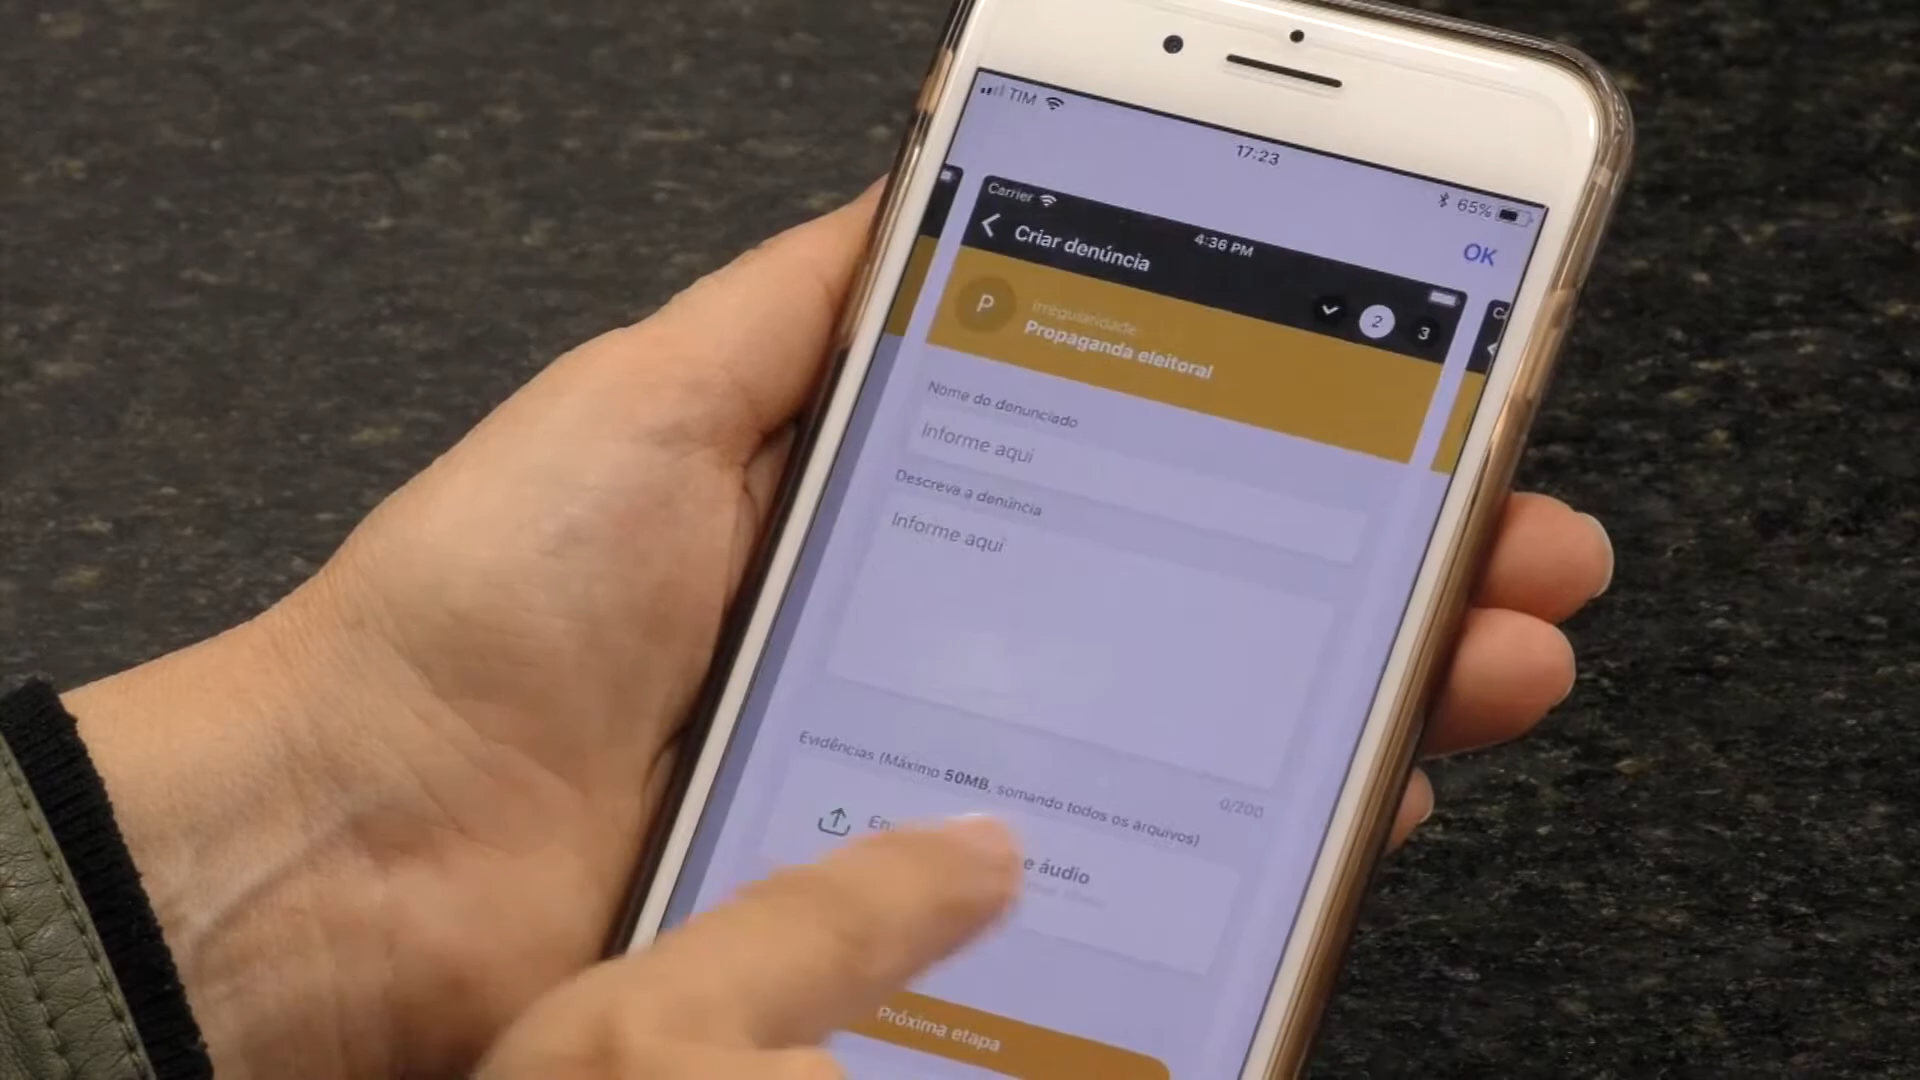 TIM
17:23
65%
OK
Carrier
4:36 PM
Criar denúncia
2
3
P
Irregularidade
Propaganda eleitoral
Nome do denunciado
Informe aqui
Descreva a denúncia
Informe aqui
0/200
Evidências (Máximo 50MB, somando todos os arquivos)
e áudio
Próxima etapa